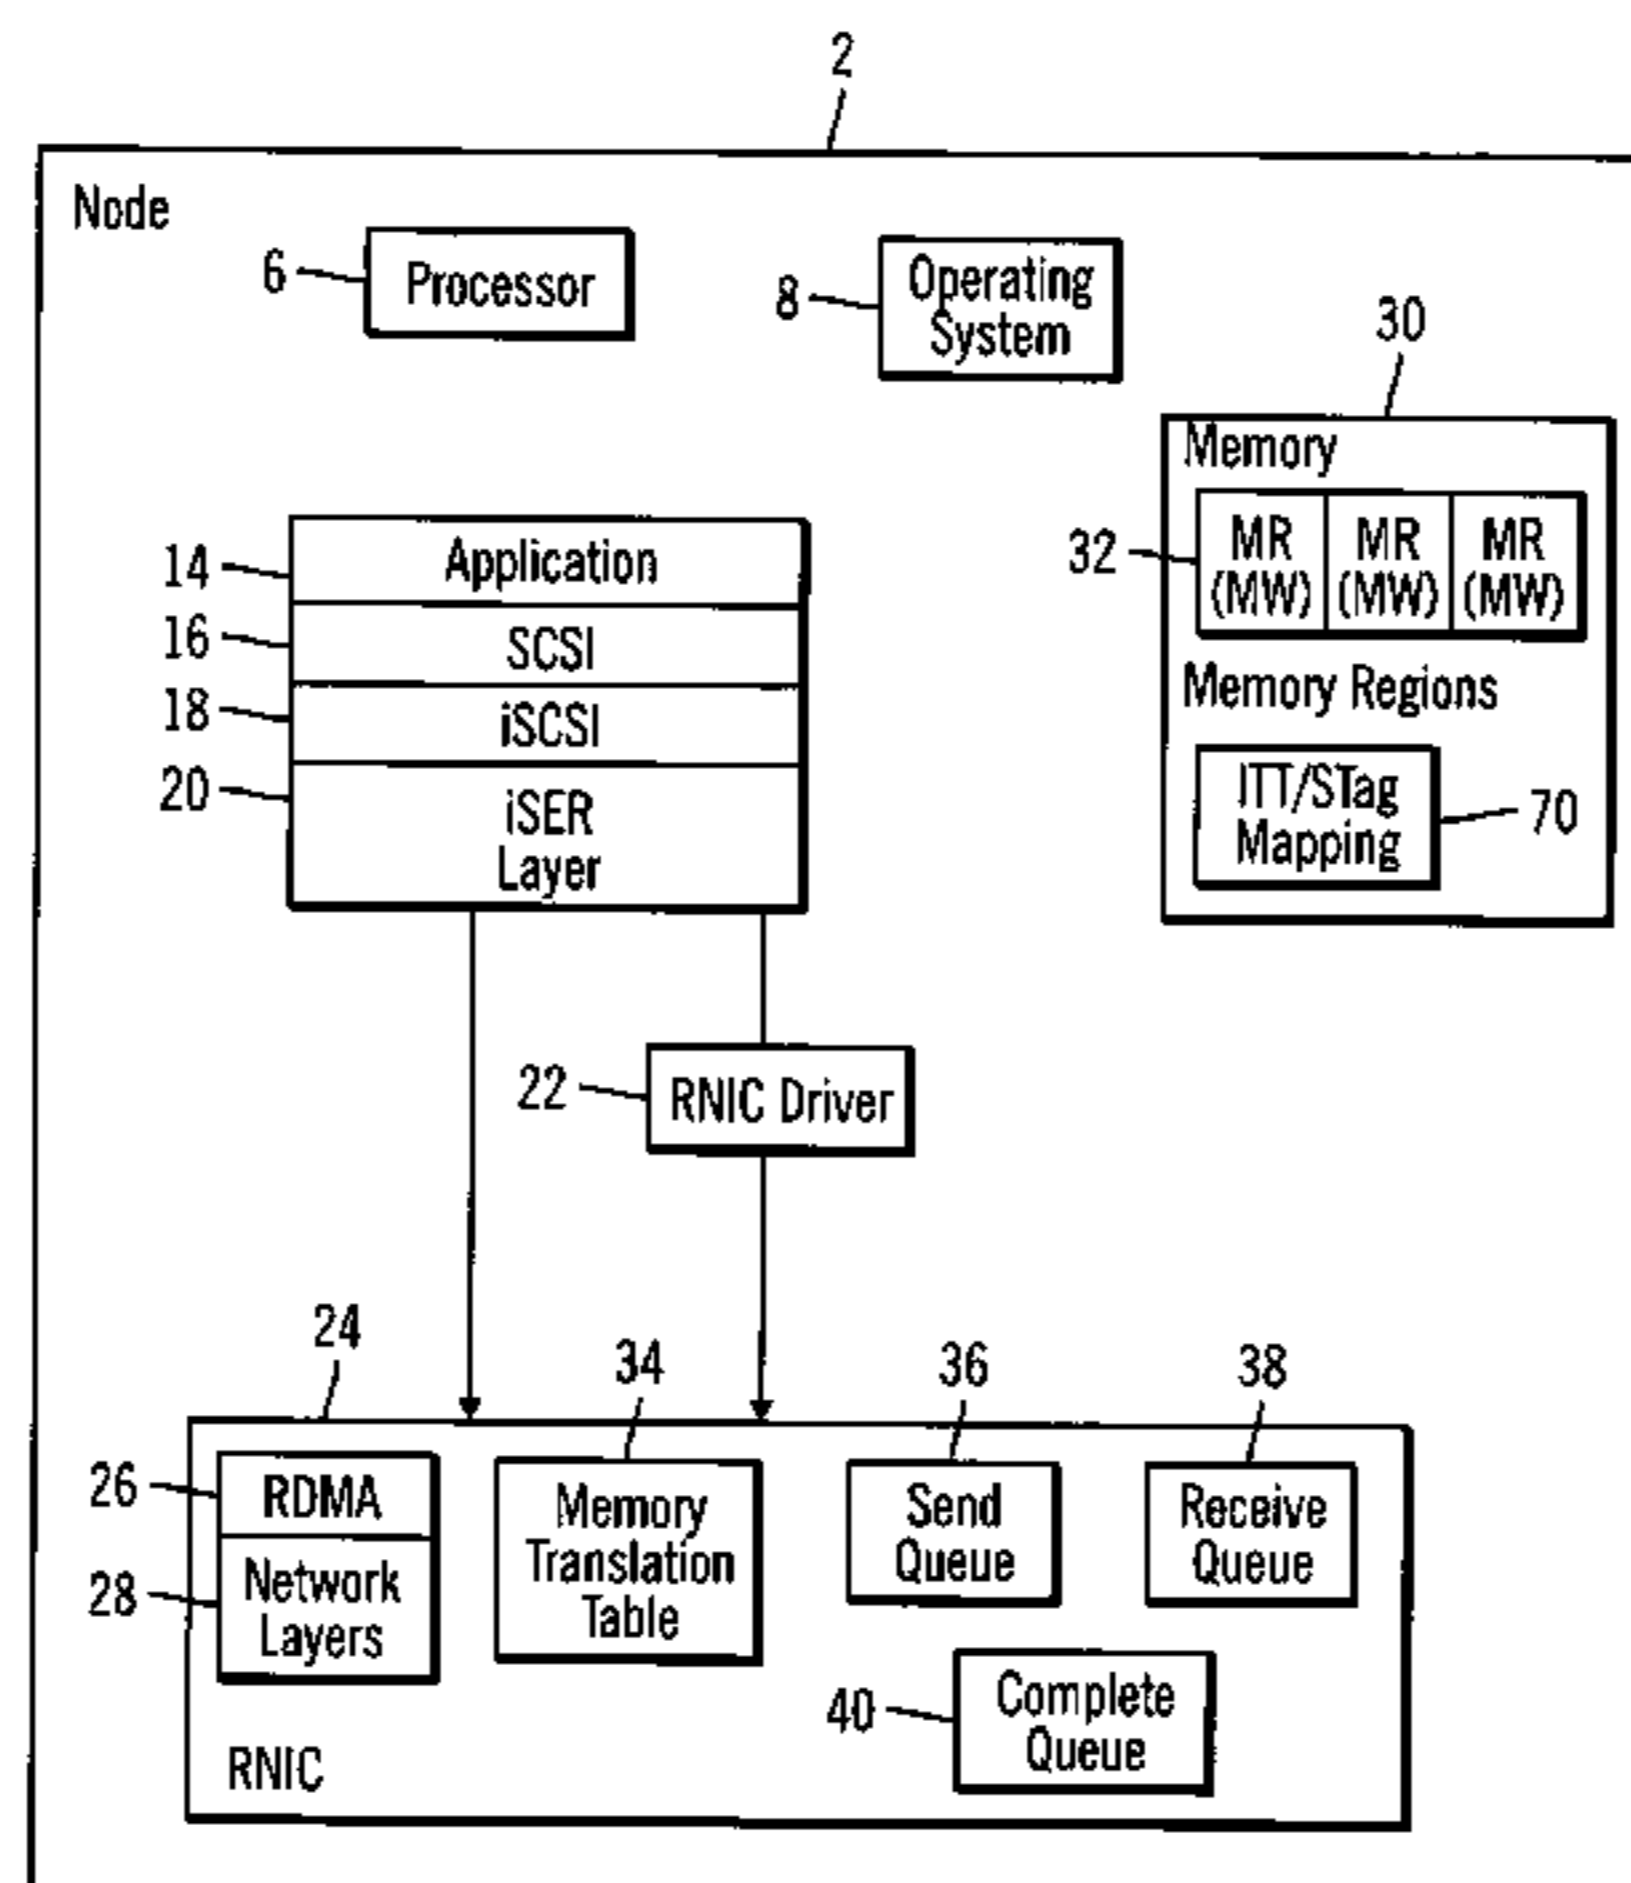 2
Node
6
Processor
8
Operating
System
30
Memory
32
MR
(MW)
MR
(MW)
MR
(MW)
Memory Regions
ITT/STag
Mapping
70
14
Application
16
SCSI
18
iSCSI
20
iSER
Layer
22
RNIC Driver
24
34
36
38
26
RDMA
28
Network
Layers
Memory
Translation
Table
Send
Queue
Receive
Queue
40
Complete
Queue
RNIC